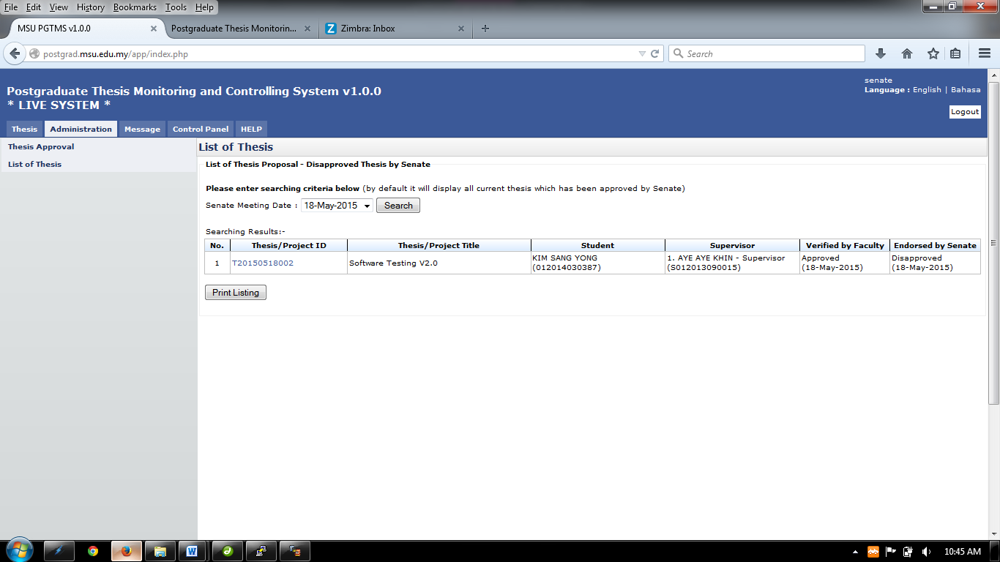 File Edit View History Bookmarks Tools Help
MSU PGTMS v1.0.0
Postgraduate Thesis Monitorin...
Zimbra: Inbox
postgrad.msu.edu.my/app/index.php
Search
senate
Language : English | Bahasa
Postgraduate Thesis Monitoring and Controlling System v1.0.0
* LIVE SYSTEM *
Logout
Thesis Administration Message Control Panel HELP
Thesis Approval
List of Thesis
List of Thesis
List of Thesis Proposal - Disapproved Thesis by Senate
Please enter searching criteria below (by default it will display all current thesis which has been approved by Senate)
Senate Meeting Date : 18-May-2015 Search
Searching Results:-
No. Thesis/Project ID Thesis/Project Title Student Supervisor Verified by Faculty Endorsed by Senate
1 T20150518002 Software Testing V2.0 KIM SANG YONG 1. AYE AYE KHIN - Supervisor Approved Disapproved
(012014030387) (S012013090015) (18-May-2015) (18-May-2015)
Print Listing
10:45 AM